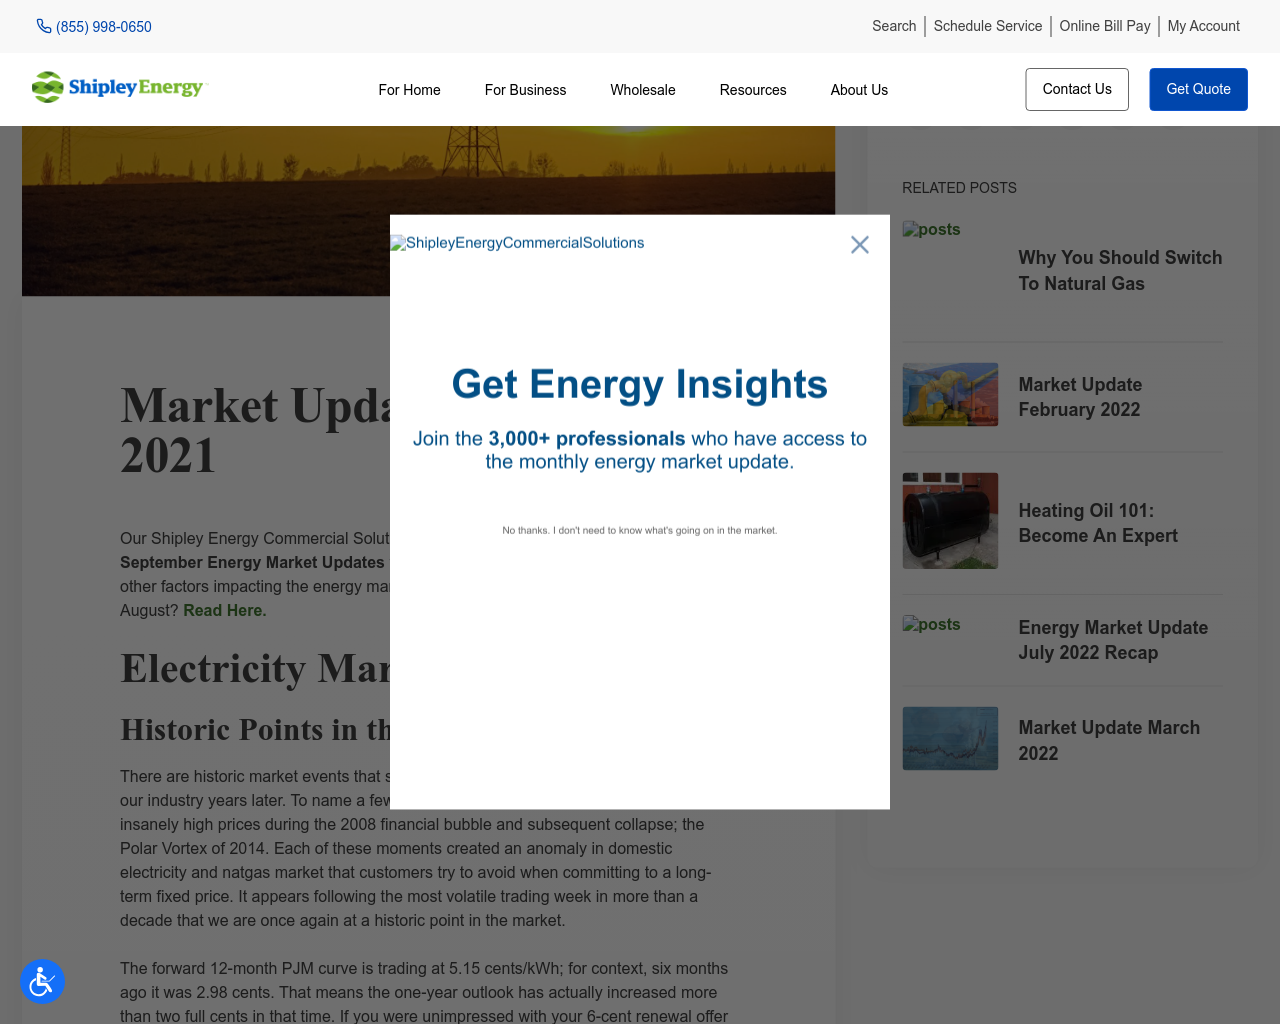 (855) 998-0650
Search
Schedule Service
Online Bill Pay
My Account
ShipleyEnergy
For Home
For Business
Wholesale
Resources
About Us
Contact Us
Get Quote
RELATED POSTS
posts
Why You Should Switch
To Natural Gas
Market Update
February 2022
Heating Oil 101:
Become An Expert
posts
Energy Market Update
July 2022 Recap
Market Update March
2022
ShipleyEnergyCommercialSolutions
Get Energy Insights
Join the 3,000+ professionals who have access to
the monthly energy market update.
No thanks. I don't need to know what's going on in the market.
Market
2021
Our Shipley Energy Commercial
September Energy Market Updates
other factors impacting the energy
August? Read Here.
Electricity
Historic Points in
There are historic market events that
our industry years later. To name a few
insanely high prices during the 2008 financial bubble and subsequent collapse; the
Polar Vortex of 2014. Each of these moments created an anomaly in domestic
electricity and natgas market that customers try to avoid when committing to a long-
term fixed price. It appears following the most volatile trading week in more than a
decade that we are once again at a historic point in the market.
The forward 12-month PJM curve is trading at 5.15 cents/kWh; for context, six months
ago it was 2.98 cents. That means the one-year outlook has actually increased more
than two full cents in that time. If you were unimpressed with your 6-cent renewal offer